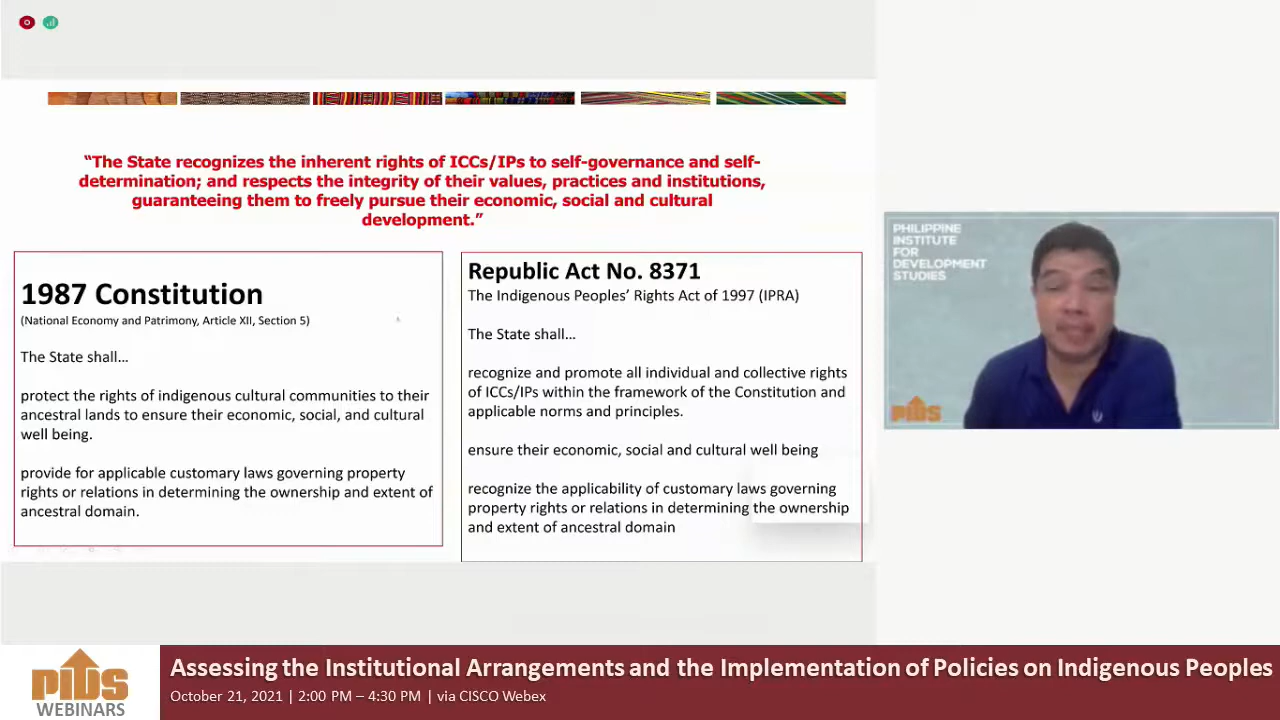 “The State recognizes the inherent rights of ICCs/IPs to self-governance and self-
determination; and respects the integrity of their values, practices and institutions,
guaranteeing them to freely pursue their economic, social and cultural
development.”
1987 Constitution
(National Economy and Patrimony, Article XII, Section 5)
The State shall…
protect the rights of indigenous cultural communities to their
ancestral lands to ensure their economic, social, and cultural
well being.
provide for applicable customary laws governing property
rights or relations in determining the ownership and extent of
ancestral domain.
Republic Act No. 8371
The Indigenous Peoples’ Rights Act of 1997 (IPRA)
The State shall…
recognize and promote all individual and collective rights
of ICCs/IPs within the framework of the Constitution and
applicable norms and principles.
ensure their economic, social and cultural well being
recognize the applicability of customary laws governing
property rights or relations in determining the ownership
and extent of ancestral domain
PHILIPPINE
INSTITUTE
FOR
DEVELOPMENT
STUDIES
PIDS
PIDS
WEBINARS
Assessing the Institutional Arrangements and the Implementation of Policies on Indigenous Peoples
October 21, 2021 | 2:00 PM – 4:30 PM | via CISCO Webex